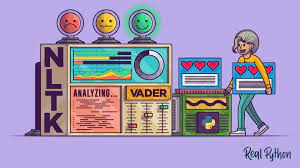 NLTK
ANALYZING...
VADER
Real Python